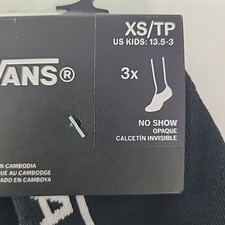 XS/TP
US KIDS: 13.5-3
VANS®
3x
NO SHOW
OPAQUE
CALCETÍN INVISIBLE
N CAMBODIA
UÉ AU CAMBODGE
ADO EN CAMBOYA